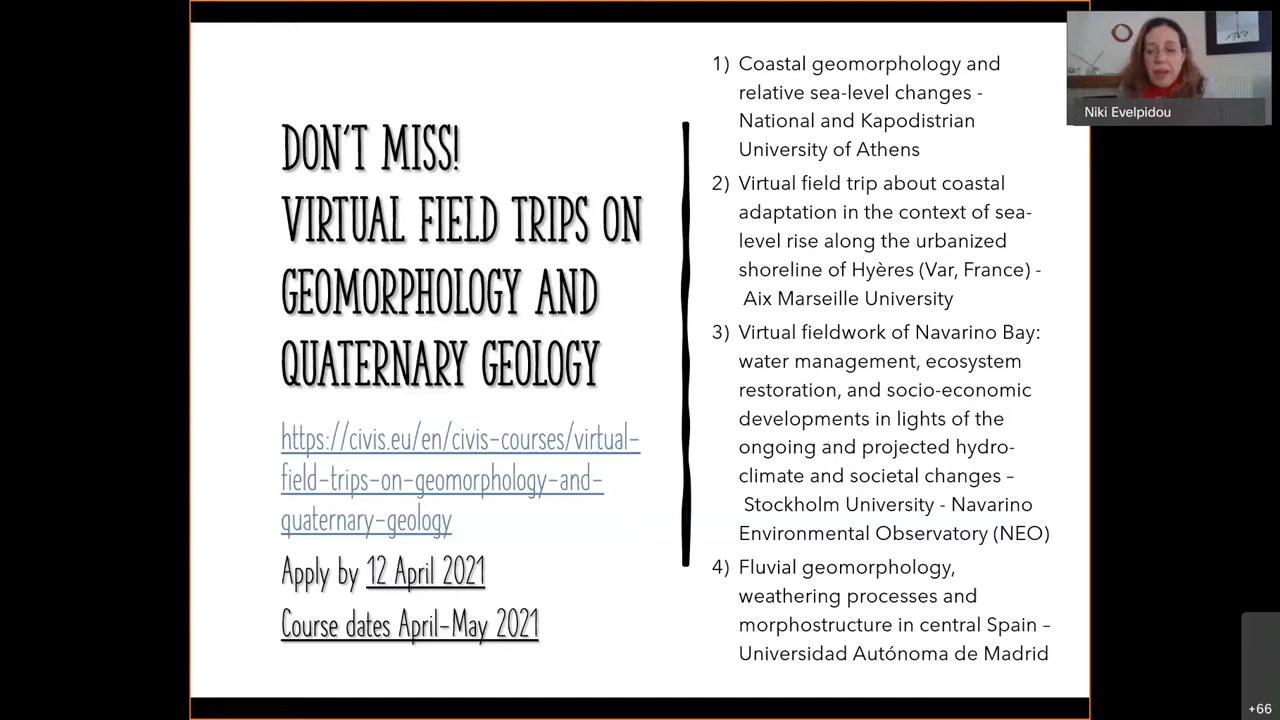 DON'T MISS!
VIRTUAL FIELD TRIPS ON
GEOMORPHOLOGY AND
QUATERNARY GEOLOGY
https://civis.eu/en/civis-courses/virtual-
field-trips-on-geomorphology-and-
quaternary-geology
Apply by 12 April 2021
Course dates April-May 2021
1) Coastal geomorphology and
relative sea-level changes -
National and Kapodistrian
University of Athens
2) Virtual field trip about coastal
adaptation in the context of sea-
level rise along the urbanized
shoreline of Hyères (Var, France) -
Aix Marseille University
3) Virtual fieldwork of Navarino Bay:
water management, ecosystem
restoration, and socio-economic
developments in lights of the
ongoing and projected hydro-
climate and societal changes –
Stockholm University - Navarino
Environmental Observatory (NEO)
4) Fluvial geomorphology,
weathering processes and
morphostructure in central Spain –
Universidad Autónoma de Madrid
Niki Evelpidou
+66